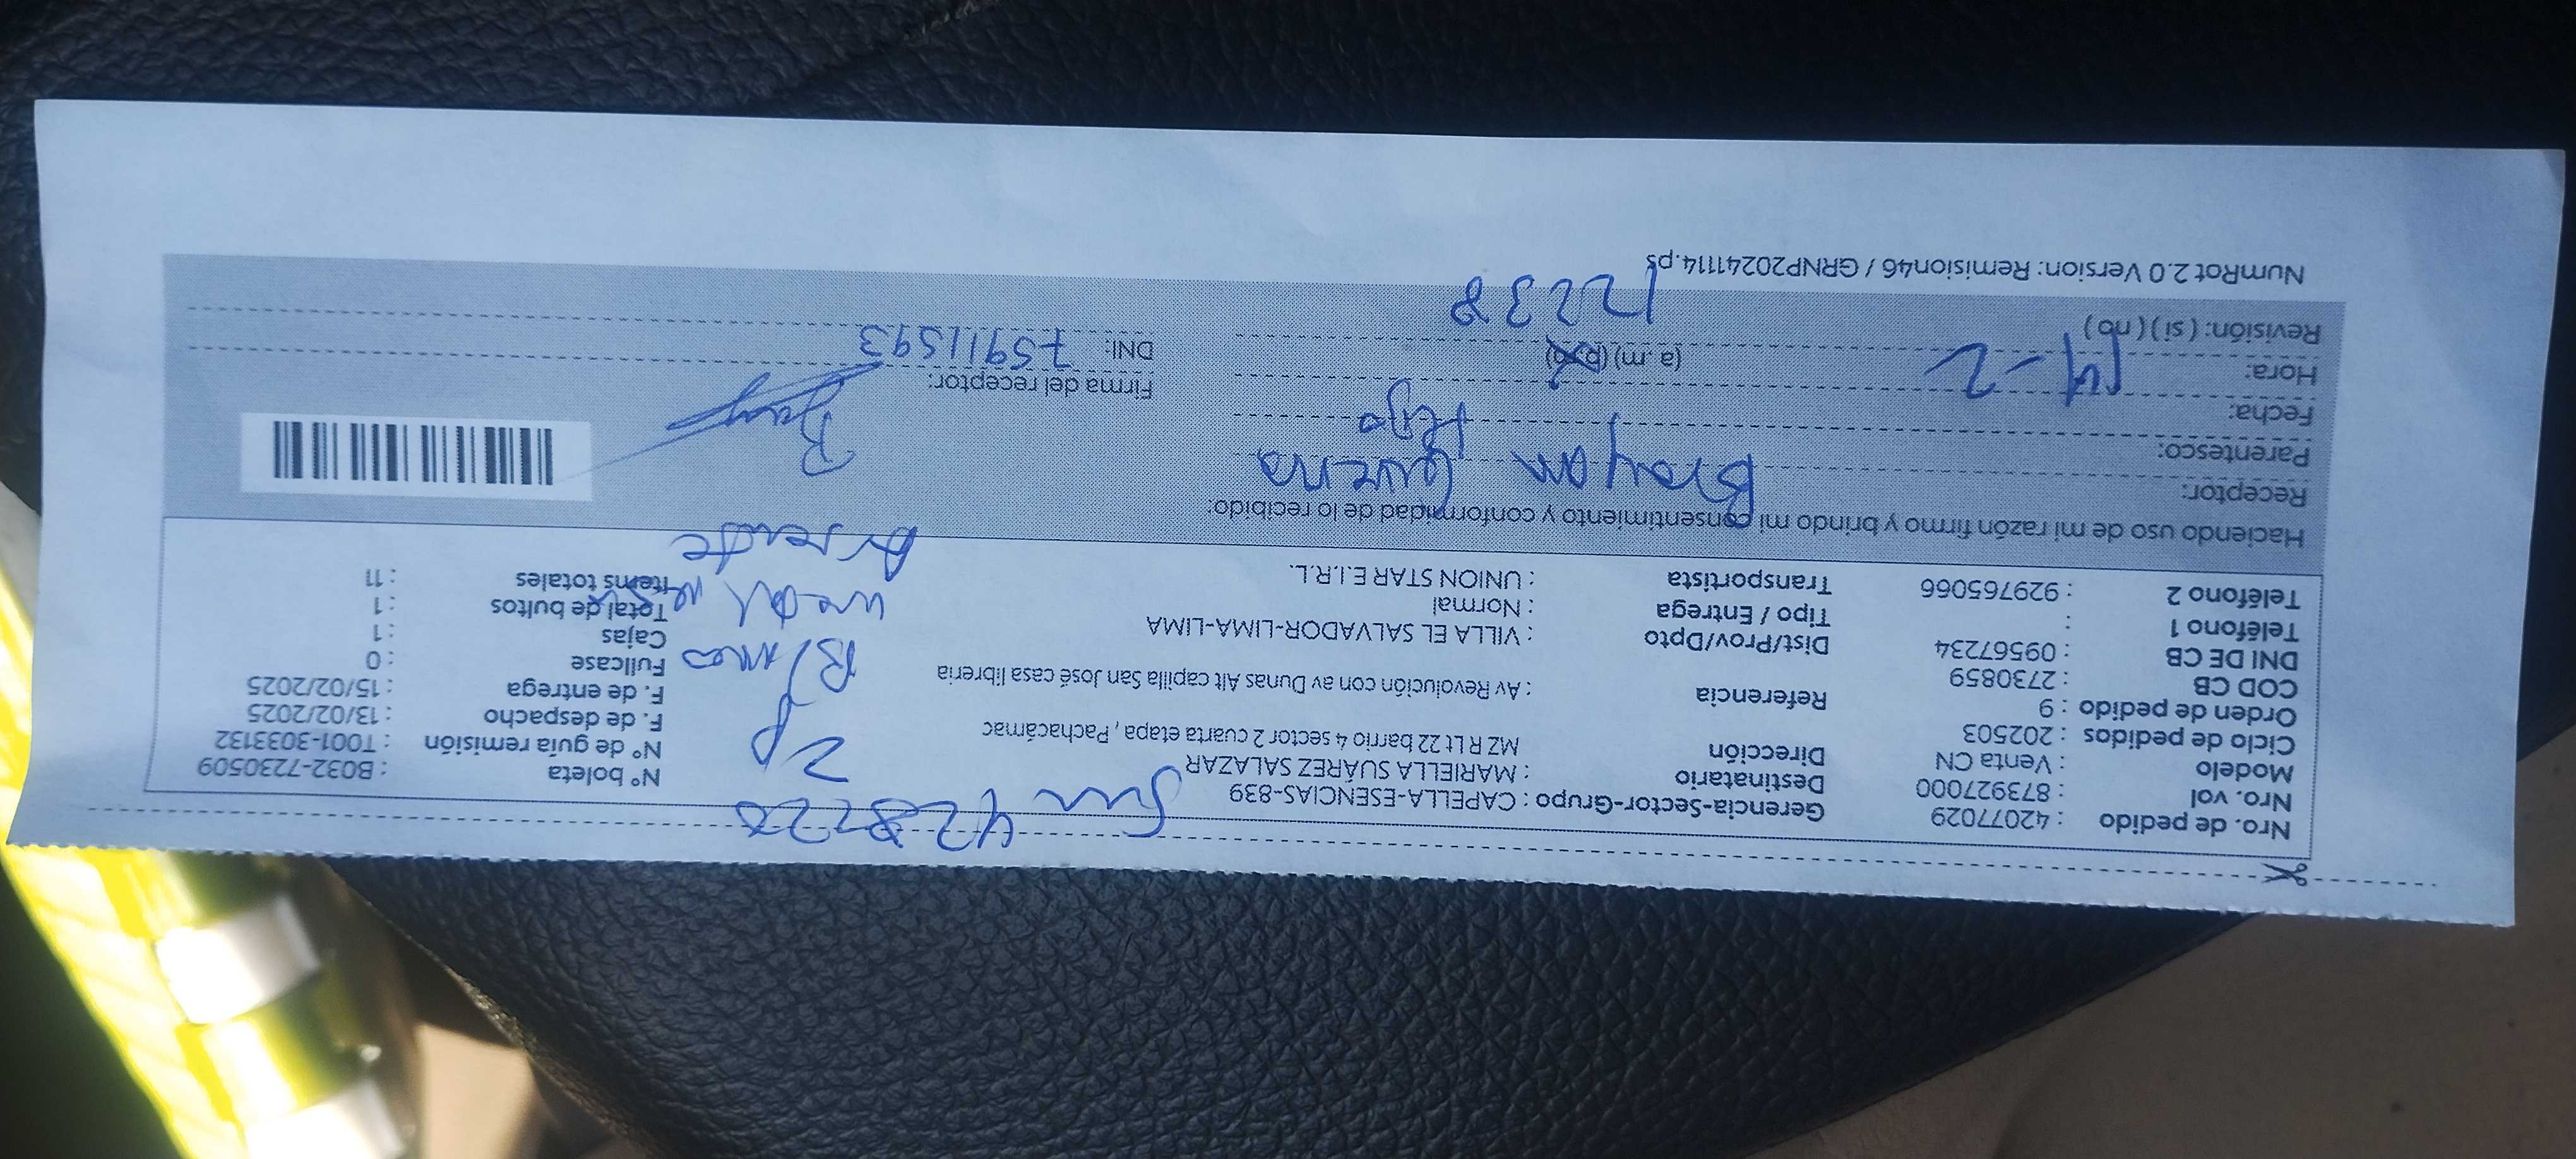 Nro. de pedido : 42077029
Nro. vol : 873927000
Modelo : Venta CN
Ciclo de pedidos : 202503
Orden de pedido : 9
COD CB : 2730859
DNI DE CB : 09567234
Teléfono 1 :
Teléfono 2 : 929765066
Gerencia-Sector-Grupo : CAPELLA-ESENCIAS-839
Destinatario : MARIELLA SUÁREZ SALAZAR
Dirección MZ R Lt 22 barrio 4 sector 2 cuarta etapa , Pachacámac
Referencia : Av Revolución con av Dunas Alt capilla San José casa libreria
Dist/Prov/Dpto : VILLA EL SALVADOR-LIMA-LIMA
Tipo / Entrega : Normal
Transportista : UNION STAR E.I.R.L.
Nº boleta : B032-7230509
Nº de guía remisión : T001-3033132
F. de despacho : 13/02/2025
F. de entrega : 15/02/2025
Fullcase : 0
Cajas : 1
Total de bultos : 1
Items totales : 11
2p
Haciendo uso de mi razón firmo y brindo mi consentimiento y conformidad de lo recibido:
Receptor: Brayam
Parentesco: Hijo
Fecha: 14-2
Hora: (a. m) (p.
Revisión: ( si ) ( no ) 12238
Firma del receptor:
DNI: 75911593
NumRot 2.0 Version: Remision46 / GRNP20241114.ps